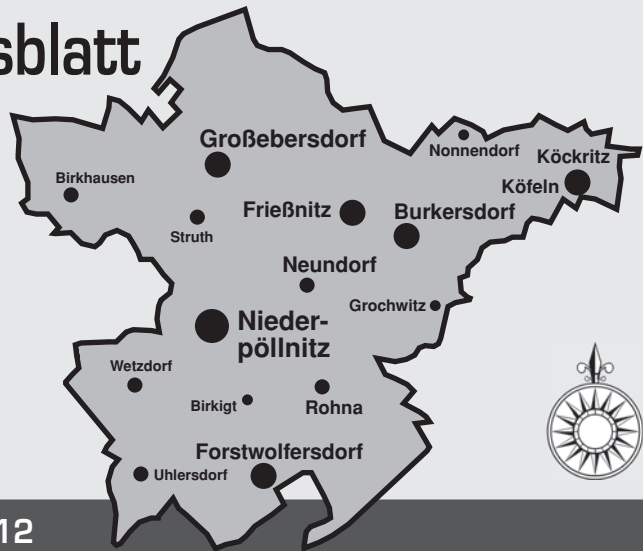 sblatt
Großebersdorf
Nonnendorf
Köckritz
Birkhausen
Köfeln
Frießnitz
Burkersdorf
Struth
Neundorf
Grochwitz
Nieder-
pöllnitz
Wetzdorf
Birkigt
Rohna
Forstwolfersdorf
Uhlersdorf
12